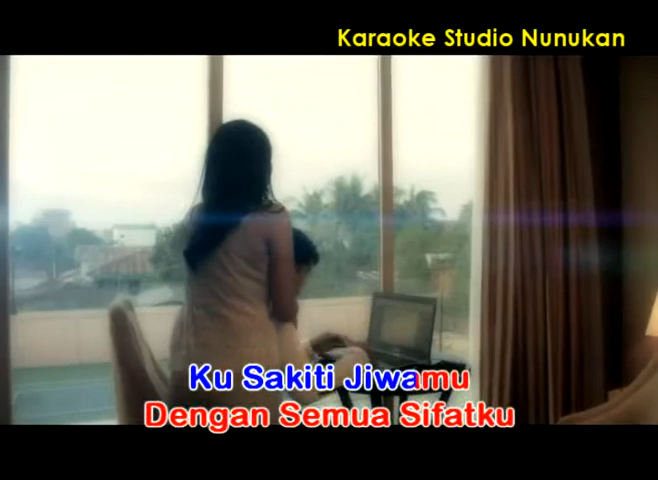 Karaoke Studio Nunukan
Ku Sakiti Jiwamu
Dengan Semua Sifatku